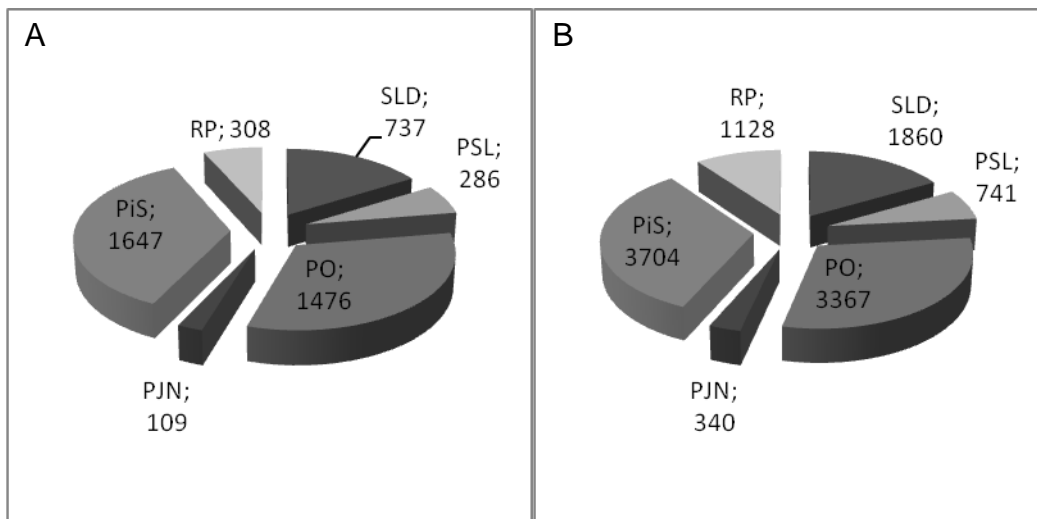 A
SLD;
737
RP; 308
PSL;
286
PiS;
1647
PO;
1476
PJN;
109
B
RP;
1128
SLD;
1860
PSL;
741
PiS;
3704
PO;
3367
PJN;
340